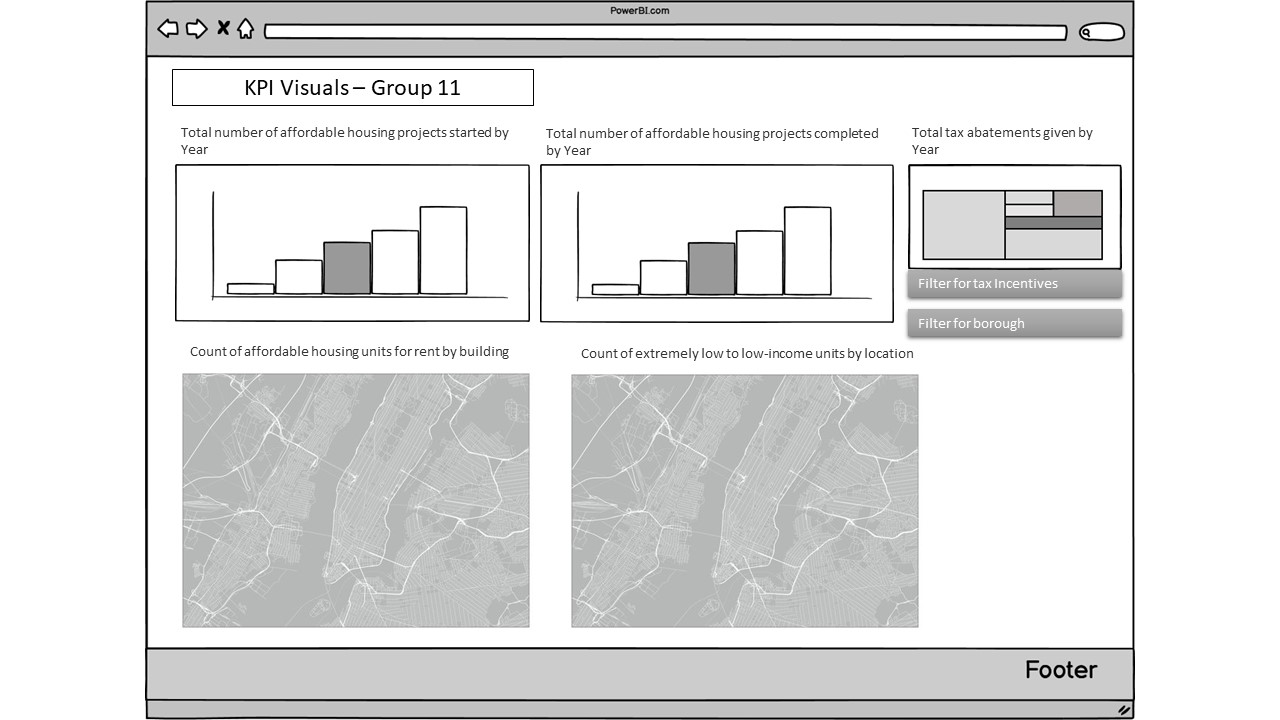 PowerBI.com
KPI Visuals – Group 11
Total number of affordable housing projects started by
Year
Total number of affordable housing projects completed
by Year
Total tax abatements given by
Year
Filter for tax Incentives
Filter for borough
Count of affordable housing units for rent by building
Count of extremely low to low-income units by location
Footer